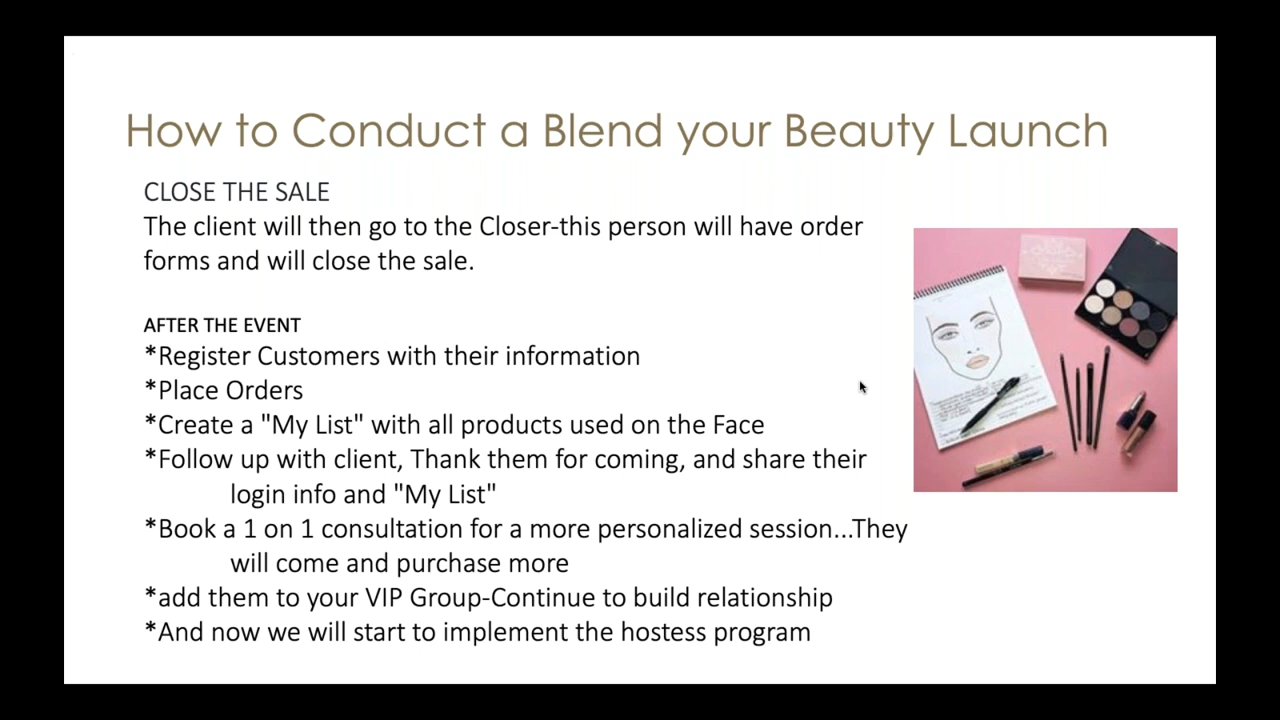 How to Conduct a Blend your Beauty Launch
CLOSE THE SALE
The client will then go to the Closer-this person will have order
forms and will close the sale.
AFTER THE EVENT
*Register Customers with their information
*Place Orders
*Create a "My List" with all products used on the Face
*Follow up with client, Thank them for coming, and share their
login info and "My List"
*Book a 1 on 1 consultation for a more personalized session...They
will come and purchase more
*add them to your VIP Group-Continue to build relationship
*And now we will start to implement the hostess program